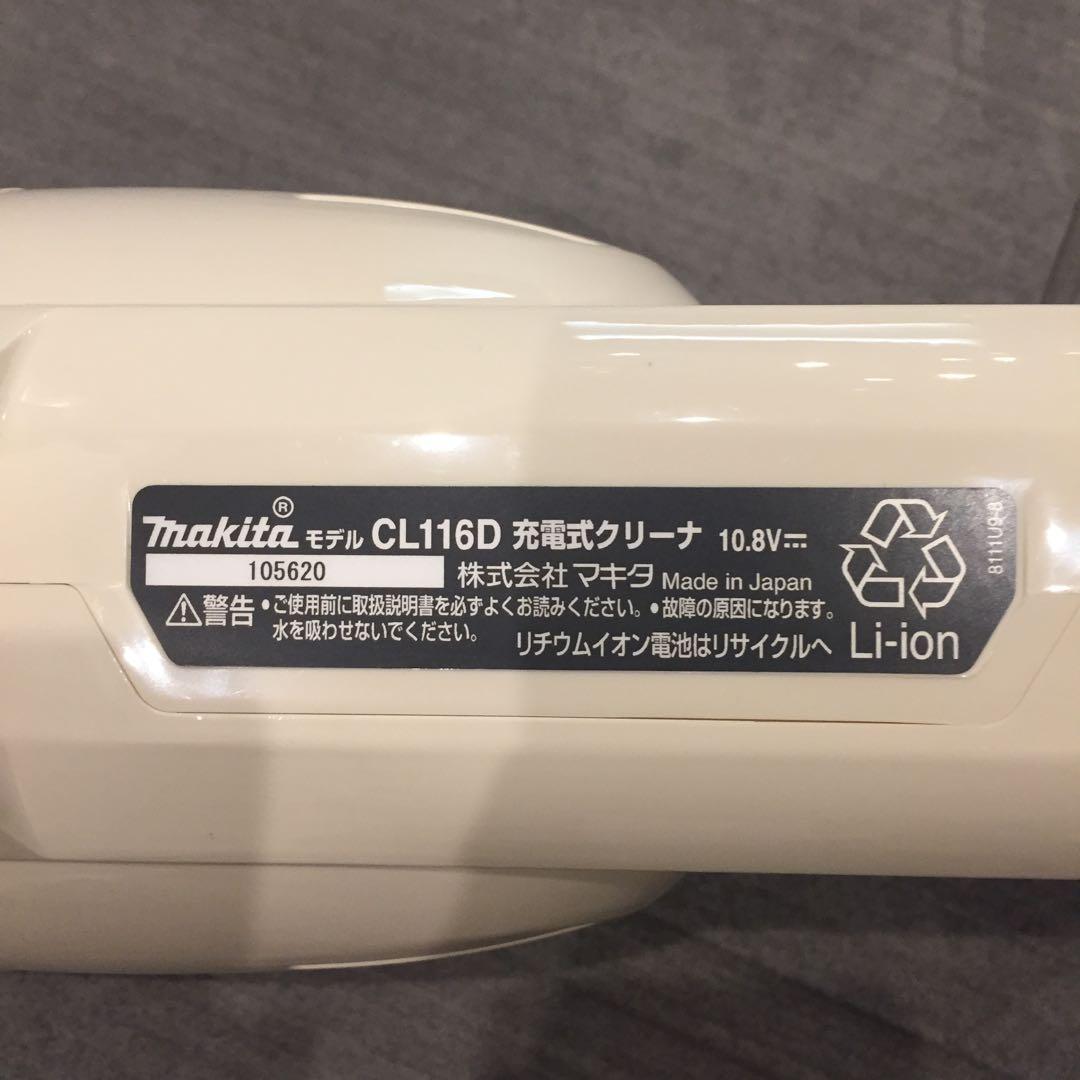 makita® モデル CL116D 充電式クリーナ 10.8V⎓
105620 株式会社マキタ Made in Japan
⚠警告 •ご使用前に取扱説明書を必ずよくお読みください。•故障の原因になります。
水を吸わせないでください。
リチウムイオン電池はリサイクルへ Li-ion
8111U9-8